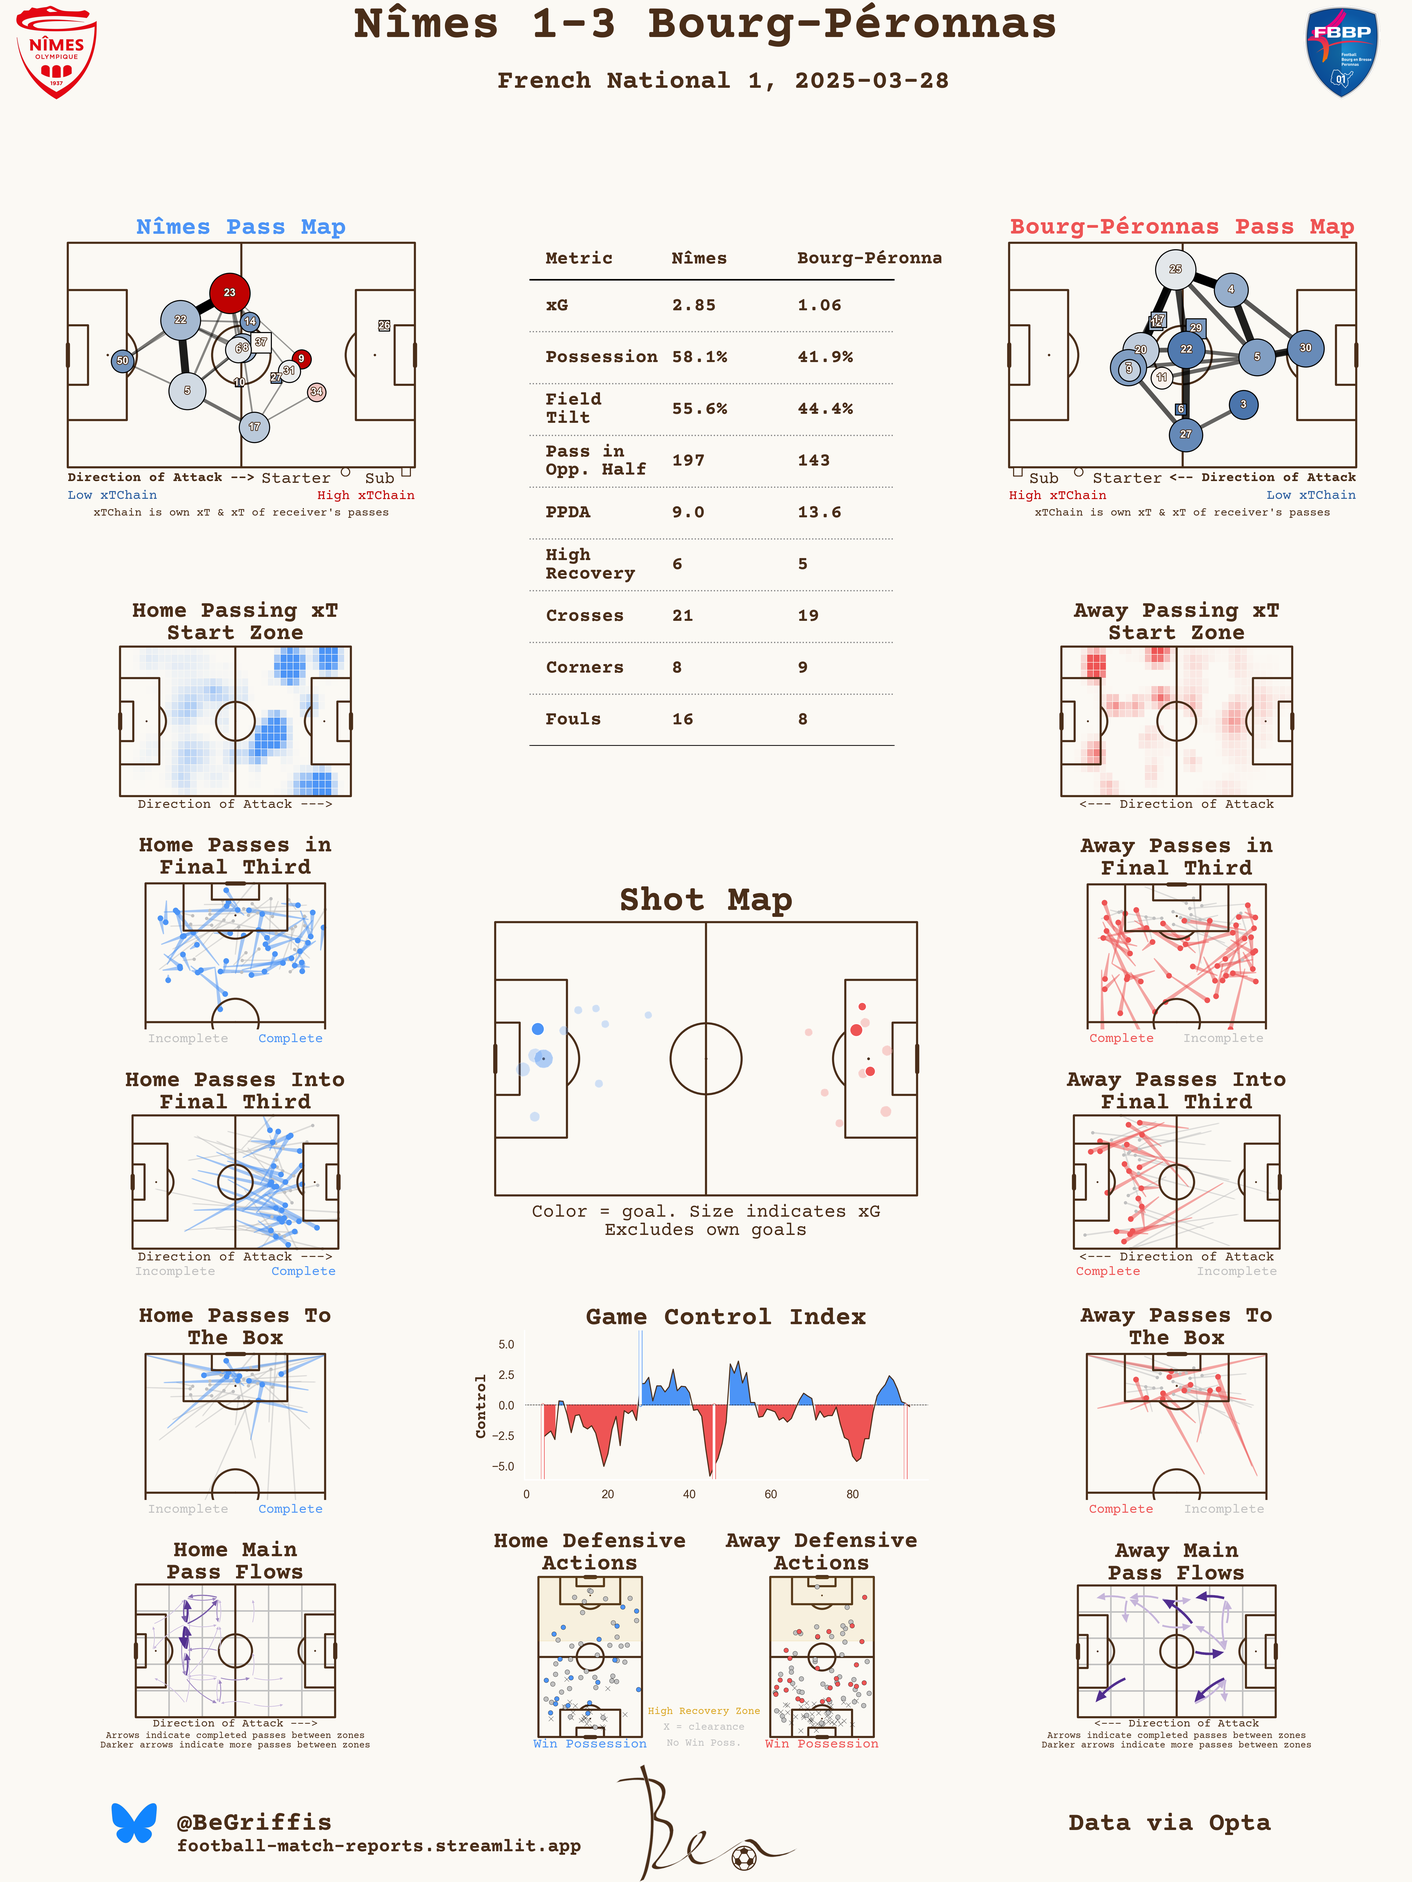 Nîmes 1-3 Bourg-Péronnas
French National 1, 2025-03-28
NÎMES
OLYMPIQUE
1937
FBBP
Football
Bourg en Bresse
Peronnas
01
Nîmes Pass Map
23
22
14
37
68
50
9
31
27
10
5
34
17
26
Direction of Attack --> Starter Sub
Low xTChain High xTChain
xTChain is own xT & xT of receiver's passes
Metric Nîmes Bourg-Péronna
xG 2.85 1.06
Possession 58.1% 41.9%
Field
Tilt 55.6% 44.4%
Pass in
Opp. Half 197 143
PPDA 9.0 13.6
High
Recovery 6 5
Crosses 21 19
Corners 8 9
Fouls 16 8
Bourg-Péronnas Pass Map
25
4
17
29
20
22
5
30
9
11
6
3
27
Sub Starter <-- Direction of Attack
High xTChain Low xTChain
xTChain is own xT & xT of receiver's passes
Home Passing xT
Start Zone
Direction of Attack --->
Away Passing xT
Start Zone
<--- Direction of Attack
Home Passes in
Final Third
Incomplete Complete
Away Passes in
Final Third
Complete Incomplete
Shot Map
Color = goal. Size indicates xG
Excludes own goals
Home Passes Into
Final Third
Direction of Attack --->
Incomplete Complete
Away Passes Into
Final Third
<--- Direction of Attack
Complete Incomplete
Home Passes To
The Box
Incomplete Complete
Game Control Index
Control
5.0
2.5
0.0
−2.5
−5.0
0 20 40 60 80
Away Passes To
The Box
Complete Incomplete
Home Main
Pass Flows
Direction of Attack --->
Arrows indicate completed passes between zones
Darker arrows indicate more passes between zones
Home Defensive
Actions
Win Possession
Away Defensive
Actions
Win Possession
High Recovery Zone
X = clearance
No Win Poss.
Away Main
Pass Flows
<--- Direction of Attack
Arrows indicate completed passes between zones
Darker arrows indicate more passes between zones
@BeGriffis
football-match-reports.streamlit.app
Ben
Data via Opta